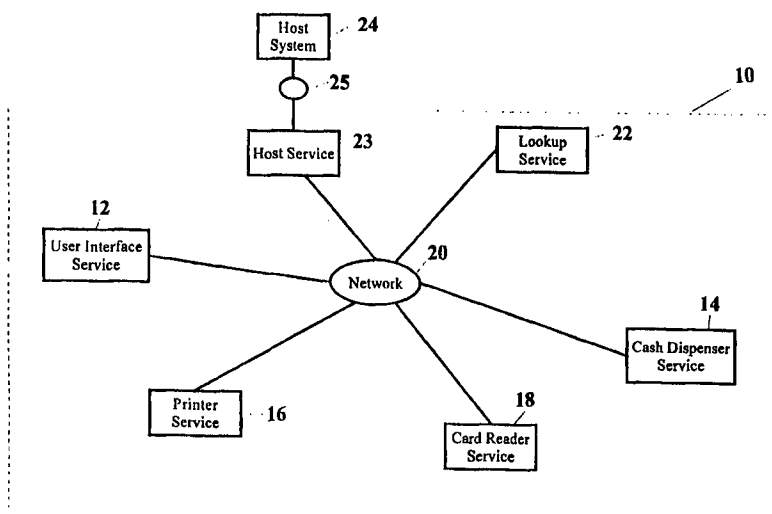 Host
System
24
25
10
Host Service
23
Lookup
Service
22
12
User Interface
Service
20
Network
14
Cash Dispenser
Service
Printer
Service
16
18
Card Reader
Service